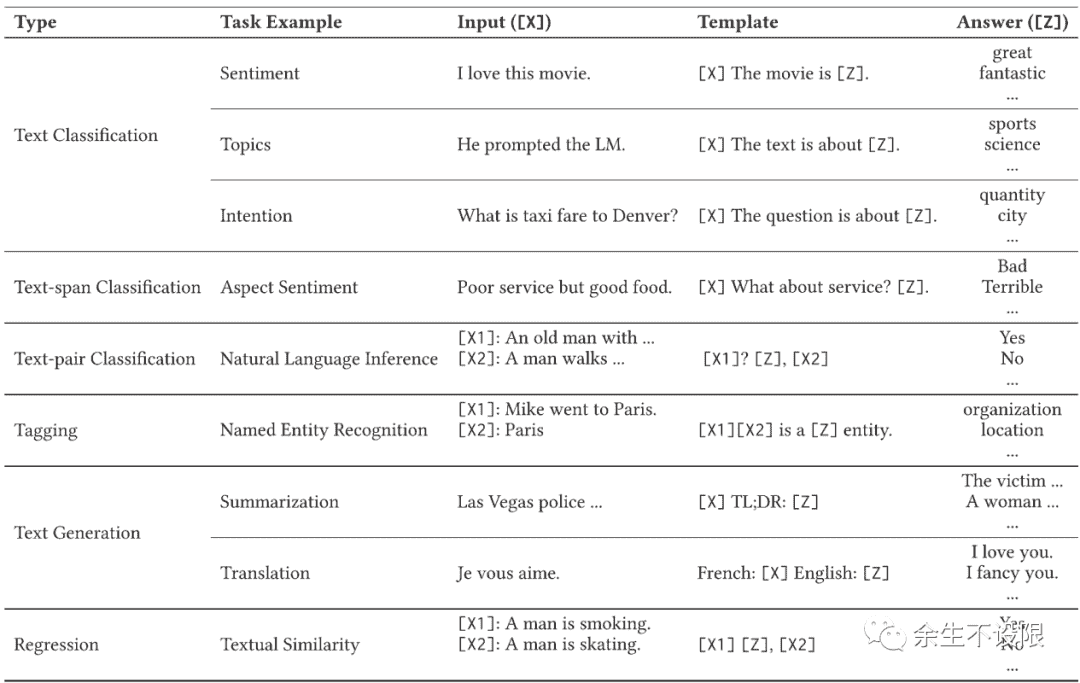 Type Task Example Input ([X]) Template Answer ([Z])
Text Classification
Sentiment I love this movie. [X] The movie is [Z]. great
fantastic
...
Topics He prompted the LM. [X] The text is about [Z]. sports
science
...
Intention What is taxi fare to Denver? [X] The question is about [Z]. quantity
city
...
Text-span Classification Aspect Sentiment Poor service but good food. [X] What about service? [Z]. Bad
Terrible
...
Text-pair Classification Natural Language Inference [X1]: An old man with ...
[X2]: A man walks ... [X1]? [Z], [X2] Yes
No
...
Tagging Named Entity Recognition [X1]: Mike went to Paris.
[X2]: Paris [X1][X2] is a [Z] entity. organization
location
...
Text Generation
Summarization Las Vegas police ... [X] TL;DR: [Z] The victim ...
A woman ...
...
Translation Je vous aime. French: [X] English: [Z] I love you.
I fancy you.
...
Regression Textual Similarity [X1]: A man is smoking.
[X2]: A man is skating. [X1] [Z], [X2] Yes
No
...
余生不设限